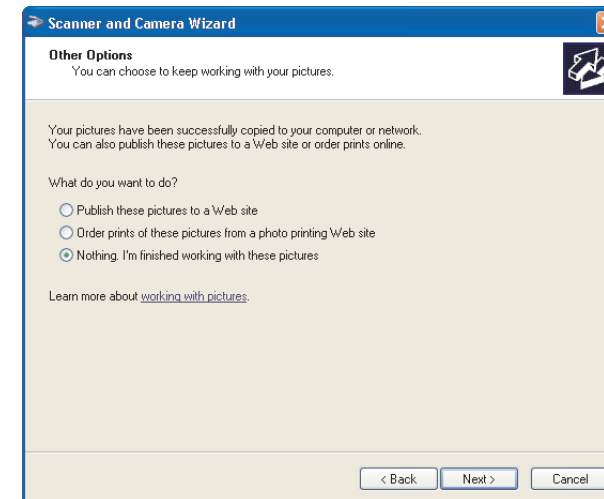 Scanner and Camera Wizard
Other Options
You can choose to keep working with your pictures.
Your pictures have been successfully copied to your computer or network.
You can also publish these pictures to a Web site or order prints online.
What do you want to do?
Publish these pictures to a Web site
Order prints of these pictures from a photo printing Web site
Nothing. I'm finished working with these pictures
Learn more about working with pictures.
< Back Next > Cancel